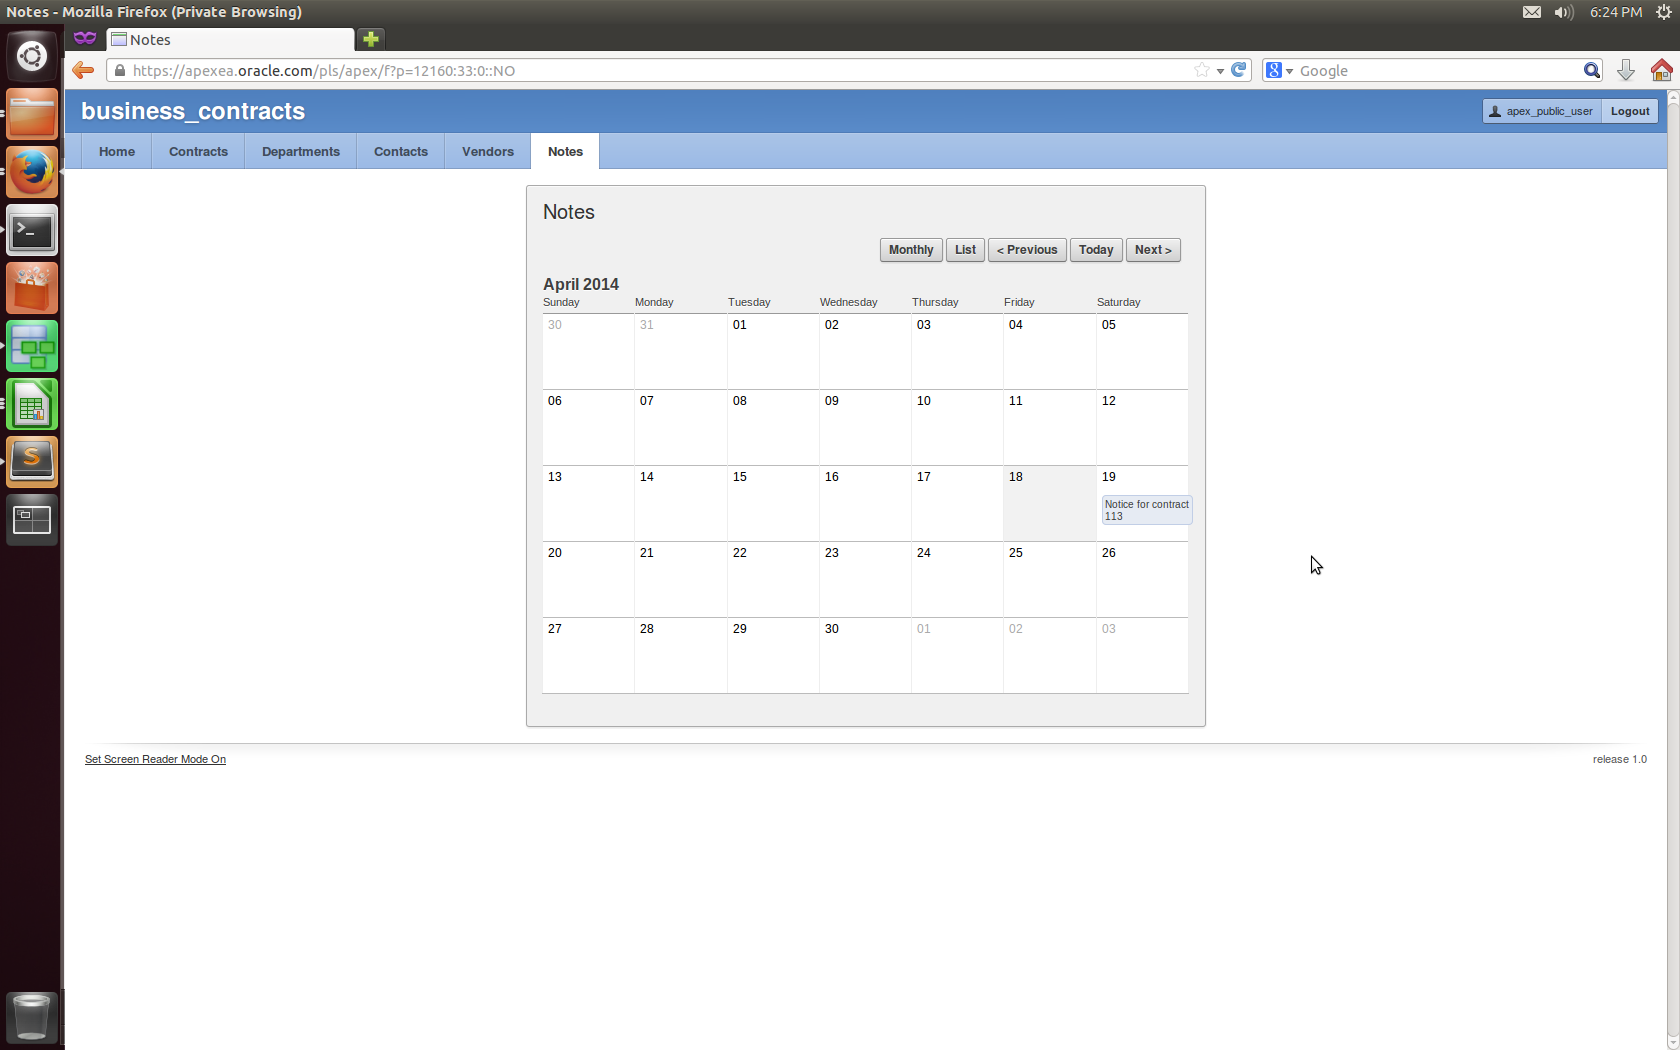 Notes - Mozilla Firefox (Private Browsing)
6:24 PM
Notes
https://apexea.oracle.com/pls/apex/f?p=12160:33:0::NO
Google
business_contracts
apex_public_user Logout
Home Contracts Departments Contacts Vendors Notes
Notes
Monthly List < Previous Today Next >
April 2014
Sunday Monday Tuesday Wednesday Thursday Friday Saturday
30 31 01 02 03 04 05
06 07 08 09 10 11 12
13 14 15 16 17 18 19
Notice for contract
113
20 21 22 23 24 25 26
27 28 29 30 01 02 03
Set Screen Reader Mode On
release 1.0